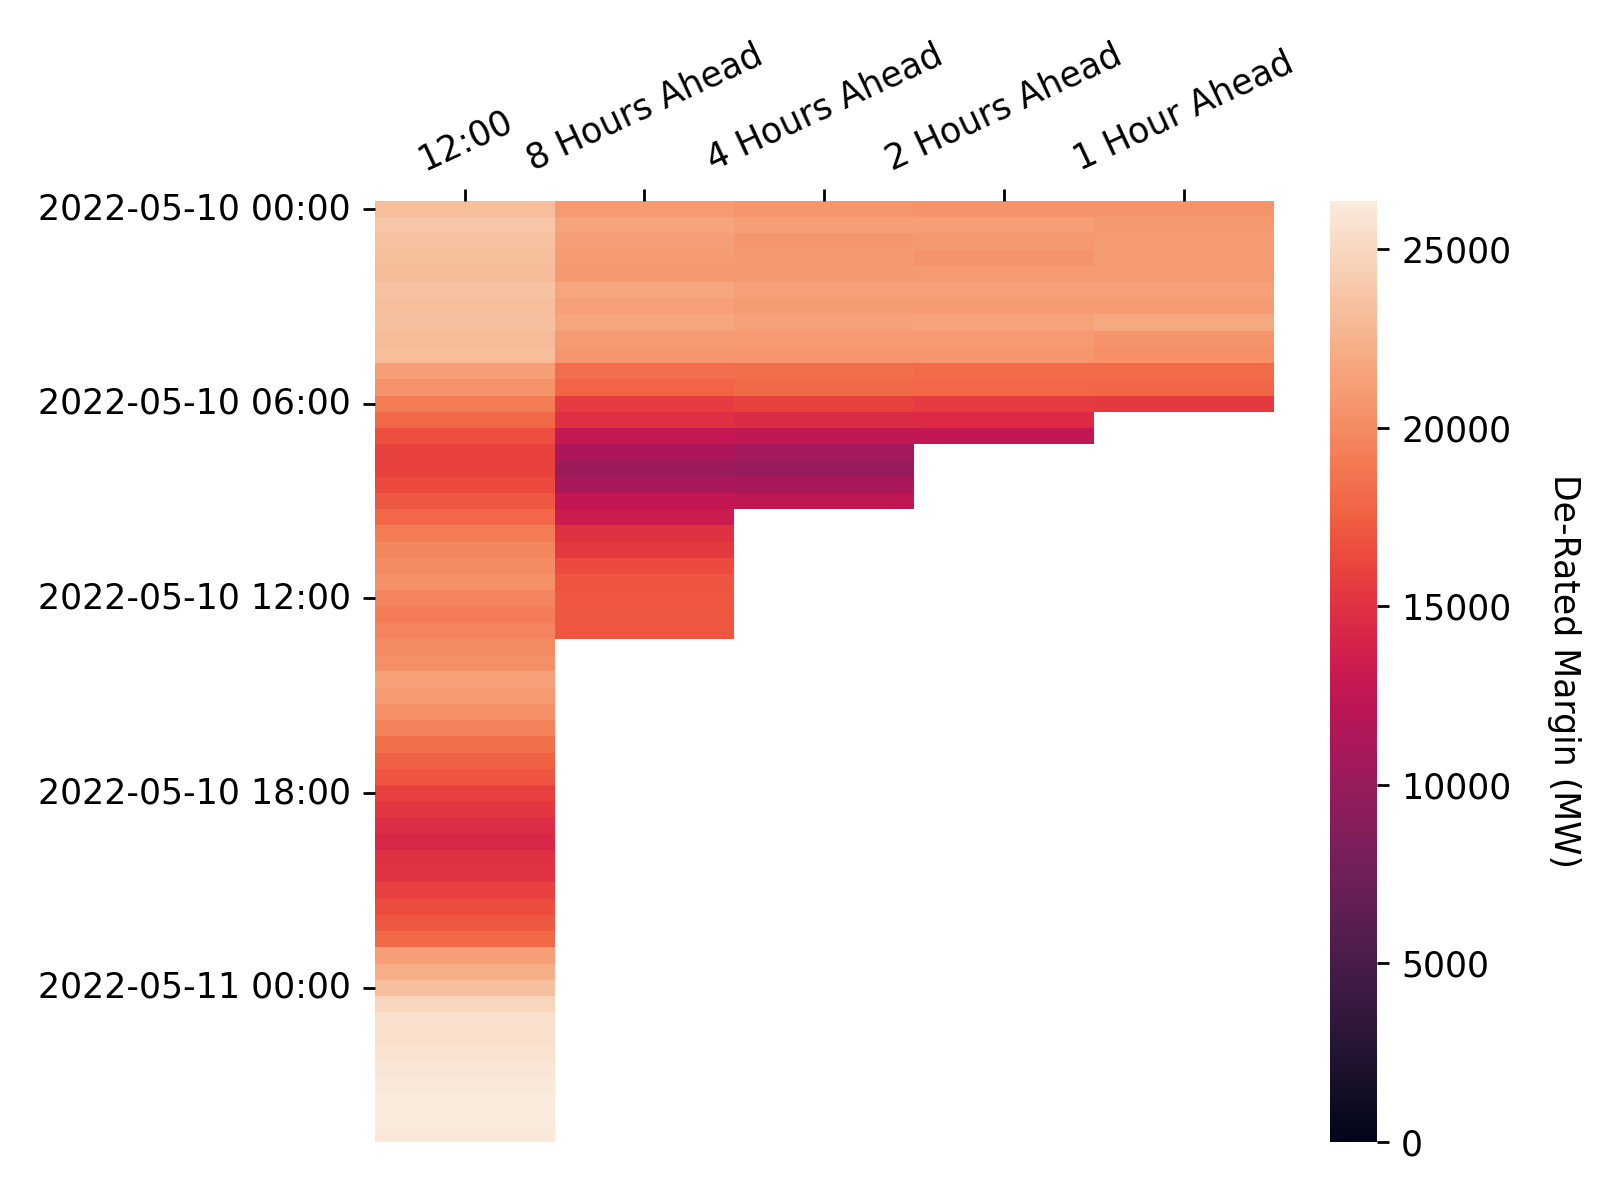 12:00
8 Hours Ahead
4 Hours Ahead
2 Hours Ahead
1 Hour Ahead
2022-05-10 00:00
2022-05-10 06:00
2022-05-10 12:00
2022-05-10 18:00
2022-05-11 00:00
25000
20000
15000
10000
5000
0
De-Rated Margin (MW)